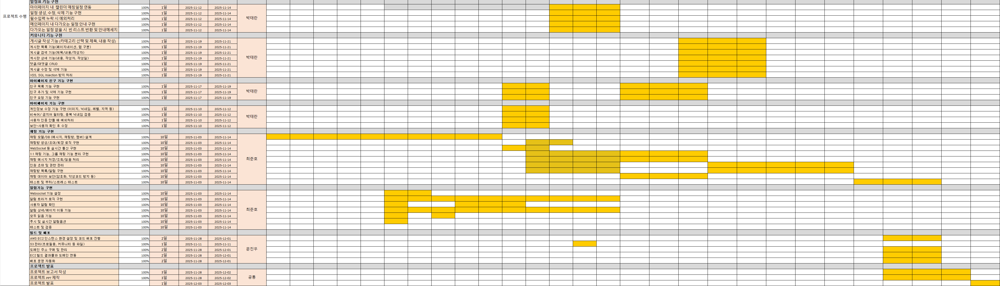 일정표 기능 구현
마이페이지 내 캘린더 매칭일정 연동 100% 1일 2025-11-12 2025-11-14
일정 생성, 수정, 삭제 기능 구현 100% 1일 2025-11-12 2025-11-14
프로젝트 수행
박태란
필수입력 누락 시 예외처리 100% 1일 2025-11-12 2025-11-14
메인페이지 내 다가오는 일정 안내 구현 100% 1일 2025-11-12 2025-11-14
다가오는 일정 없을 시 빈 리스트 반환 및 안내메세지 100% 1일 2025-11-12 2025-11-14
커뮤니티 기능 구현
게시글 작성 기능 (카테고리 선택 및 제목, 내용 작성) 100% 1일 2025-11-19 2025-11-21
게시판 목록 기능(페이지네이션, 탭 구분) 100% 1일 2025-11-19 2025-11-21
게시글 검색 기능(제목/내용/작성자) 100% 1일 2025-11-19 2025-11-21
게시판 상세 기능(내용, 작성자, 작성일) 100% 1일 2025-11-19 2025-11-21 박태란
댓글/대댓글 CRUD 100% 1일 2025-11-19 2025-11-21
게시글 수정 및 삭제 기능 100% 1일 2025-11-19 2025-11-21
XSS, SQL Injection 방지 처리 100% 1일 2025-11-19 2025-11-21
마이페이지 친구 기능 구현
친구 목록 기능 구현 100% 1일 2025-11-17 2025-11-19
친구 추가 및 삭제 기능 구현 100% 1일 2025-11-17 2025-11-19 박태란
친구 요청 기능 구현 100% 1일 2025-11-17 2025-11-19
마이페이지 기능 구현
개인정보 수정 기능 구현 (이미지, 닉네임, 레벨, 지역 등) 100% 1일 2025-11-10 2025-11-12
비속어/ 금지어 필터링, 중복 닉네임 검증 100% 1일 2025-11-10 2025-11-12 박태란
사용자 인증 안될 때 예외처리 100% 1일 2025-11-10 2025-11-12
보안-사용자 확인 후 수정 100% 1일 2025-11-10 2025-11-12
채팅 기능 구현
채팅 모델/DB (메시지, 채팅방, 멤버) 설계 100% 10일 2025-11-03 2025-11-14
채팅방 생성/초대/퇴장 로직 구현 100% 10일 2025-11-03 2025-11-14
WebSocket 등 실시간 통신 구현 100% 10일 2025-11-03 2025-11-14
1:1 채팅 기능, 그룹 채팅 기능 분리 구현 100% 10일 2025-11-03 2025-11-14
채팅 메시지 저장/조회/읽음 처리 100% 10일 2025-11-03 2025-11-14 최준호
인원 초대 및 권한 관리 100% 10일 2025-11-03 2025-11-14
채팅방 목록/알림 구현 100% 10일 2025-11-03 2025-11-14
채팅 데이터 보안(암호화, 악성코드 방지 등) 100% 10일 2025-11-03 2025-11-14
테스트 및 부하/스트레스 테스트 100% 10일 2025-11-03 2025-11-14
알림기능 구현
Websocket 기능 설정 100% 10일 2025-11-03 2025-11-14
알림 트리거 로직 구현 100% 10일 2025-11-03 2025-11-14
사용자 알림 확인 100% 10일 2025-11-03 2025-11-14
알림 상세/페이지 이동 기능 100% 10일 2025-11-03 2025-11-14 최준호
모두 읽음 기능 100% 10일 2025-11-03 2025-11-14
푸시 및 실시간 알림옵션 100% 10일 2025-11-03 2025-11-14
테스트 및 검증 100% 10일 2025-11-03 2025-11-14
빌드 및 배포
AWS EC2 인스턴스 환경 설정 및 코드 배포 진행 100% 2일 2025-11-28 2025-12-01
S3 관리(프로필용, 커뮤니티 등 파일) 100% 1일 2025-11-11 2025-11-11
도메인 주소 구매 및 관리 100% 2일 2025-11-28 2025-12-01 문진우
EC2 빌드 결과물과 도메인 연동 100% 2일 2025-11-28 2025-12-01
배포 운영 자동화 100% 2일 2025-11-28 2025-12-01
프로젝트 발표
프로젝트 보고서 작성 100% 3일 2025-11-28 2025-12-02
프로젝트 PPT 제작 100% 3일 2025-11-28 2025-12-02 공통
프로젝트 발표 1일 2025-12-03 2025-12-03